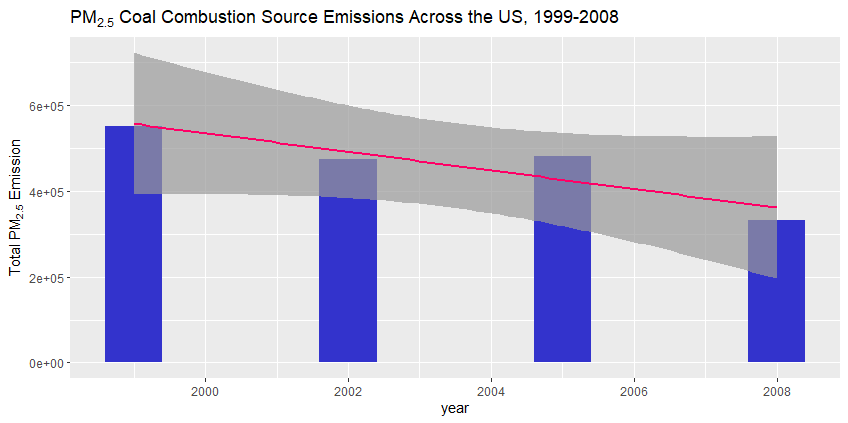 PM2.5 Coal Combustion Source Emissions Across the US, 1999-2008
Total PM2.5 Emission
6e+05
4e+05
2e+05
0e+00
2000 2002 2004 2006 2008
year